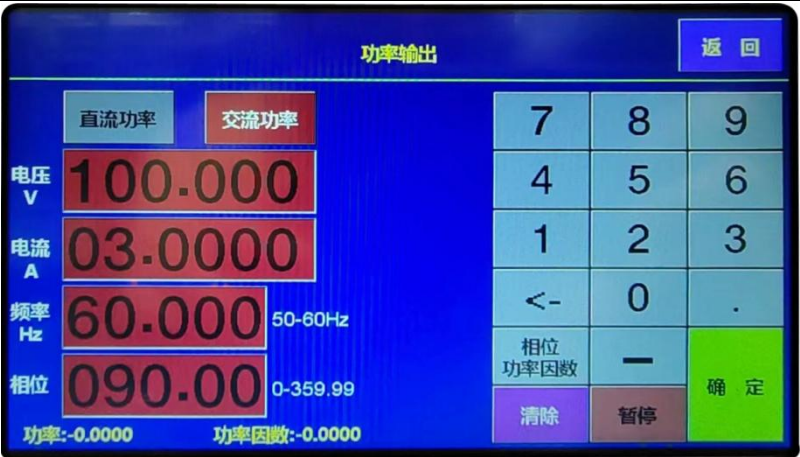 功率输出
返 回
直流功率 交流功率
电压 V 100.000
电流 A 03.0000
频率 Hz 60.000 50-60Hz
相位 090.00 0-359.99
功率:-0.0000 功率因数:-0.0000
7 8 9
4 5 6
1 2 3
<- 0 .
相位
功率因数 —
确 定
清除 暂停